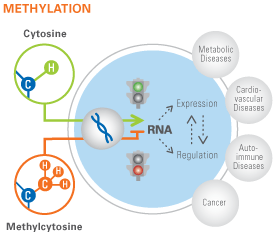 METHYLATION
Cytosine
H
C
Metabolic
Diseases
Cardio-
vascular
Diseases
Expression
RNA
Regulation
Auto-
immune
Diseases
H
H
C
H
C
Cancer
Methylcytosine